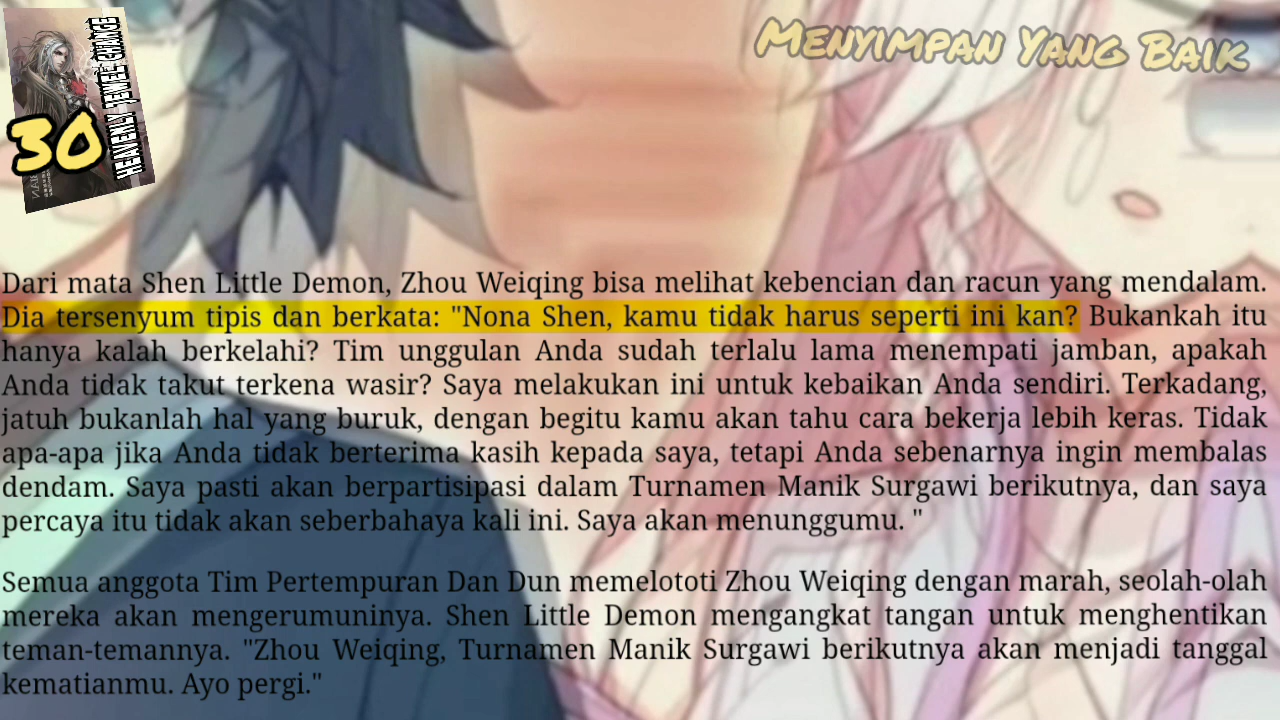 HEAVENLY JEWEL CHANGE
30
Menyimpan Yang Baik
Dari mata Shen Little Demon, Zhou Weiqing bisa melihat kebencian dan racun yang mendalam.
Dia tersenyum tipis dan berkata: "Nona Shen, kamu tidak harus seperti ini kan? Bukankah itu
hanya kalah berkelahi? Tim unggulan Anda sudah terlalu lama menempati jamban, apakah
Anda tidak takut terkena wasir? Saya melakukan ini untuk kebaikan Anda sendiri. Terkadang,
jatuh bukanlah hal yang buruk, dengan begitu kamu akan tahu cara bekerja lebih keras. Tidak
apa-apa jika Anda tidak berterima kasih kepada saya, tetapi Anda sebenarnya ingin membalas
dendam. Saya pasti akan berpartisipasi dalam Turnamen Manik Surgawi berikutnya, dan saya
percaya itu tidak akan seberbahaya kali ini. Saya akan menunggumu. "
Semua anggota Tim Pertempuran Dan Dun memelototi Zhou Weiqing dengan marah, seolah-olah
mereka akan mengerumuninya. Shen Little Demon mengangkat tangan untuk menghentikan
teman-temannya. "Zhou Weiqing, Turnamen Manik Surgawi berikutnya akan menjadi tanggal
kematianmu. Ayo pergi."